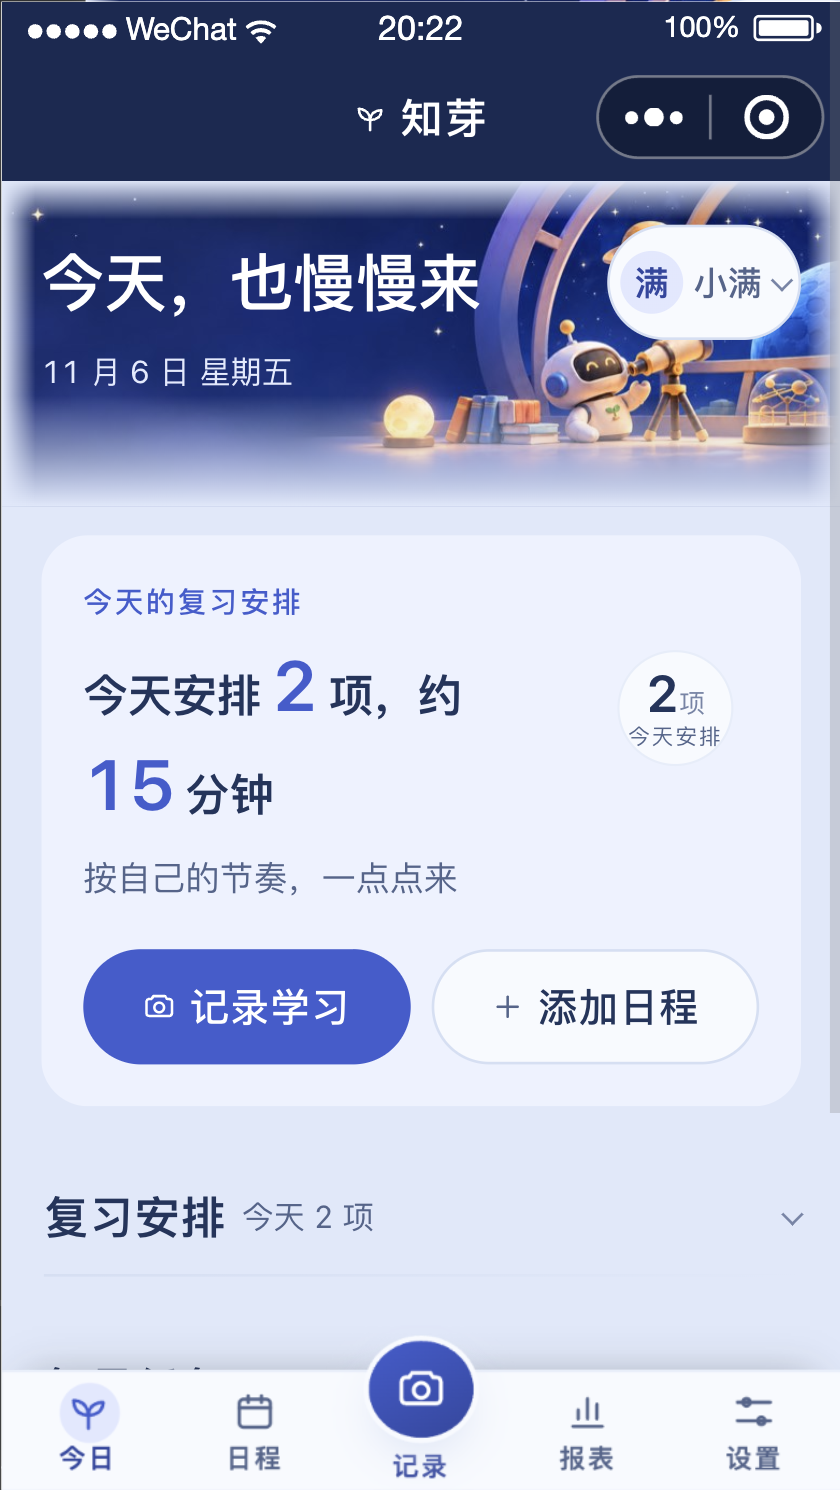 ●●●●● WeChat 20:22 100%
知芽
今天，也慢慢来
满 小满
11 月 6 日 星期五
今天的复习安排
今天安排 2 项，约
15 分钟
2项
今天安排
按自己的节奏，一点点来
记录学习
+ 添加日程
复习安排 今天 2 项
今日
日程
记录
报表
设置